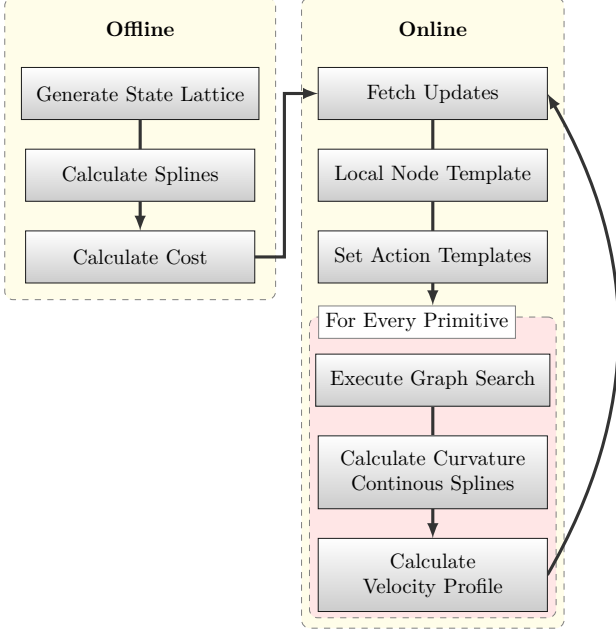 Offline
Generate State Lattice
Calculate Splines
Calculate Cost
Online
Fetch Updates
Local Node Template
Set Action Templates
For Every Primitive
Execute Graph Search
Calculate Curvature
Continous Splines
Calculate
Velocity Profile